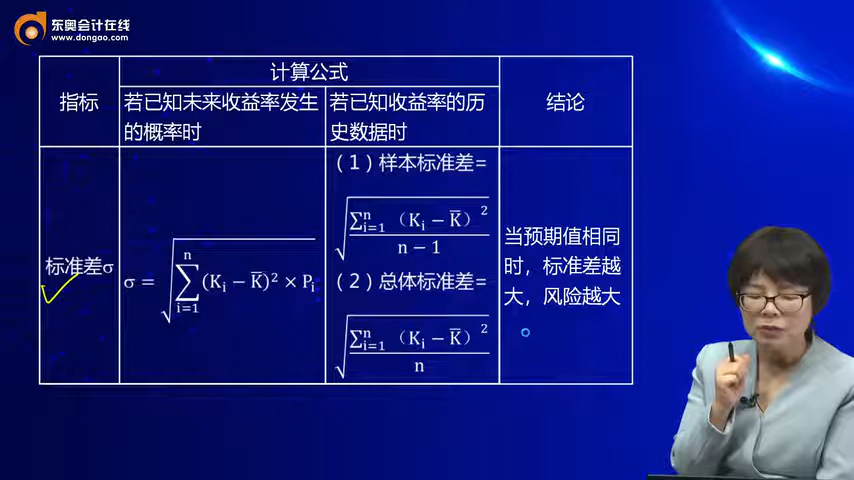 东奥会计在线
www.dongao.com
指标
计算公式
结论
若已知未来收益率发生
的概率时
若已知收益率的历
史数据时
标准差σ
σ = √∑ⁿᵢ₌₁(Kᵢ − K̅)² × Pᵢ
（1）样本标准差=
√(∑ⁿᵢ₌₁（Kᵢ − K̅）² / n − 1)
（2）总体标准差=
√(∑ⁿᵢ₌₁（Kᵢ − K̅）² / n)
当预期值相同
时，标准差越
大，风险越大